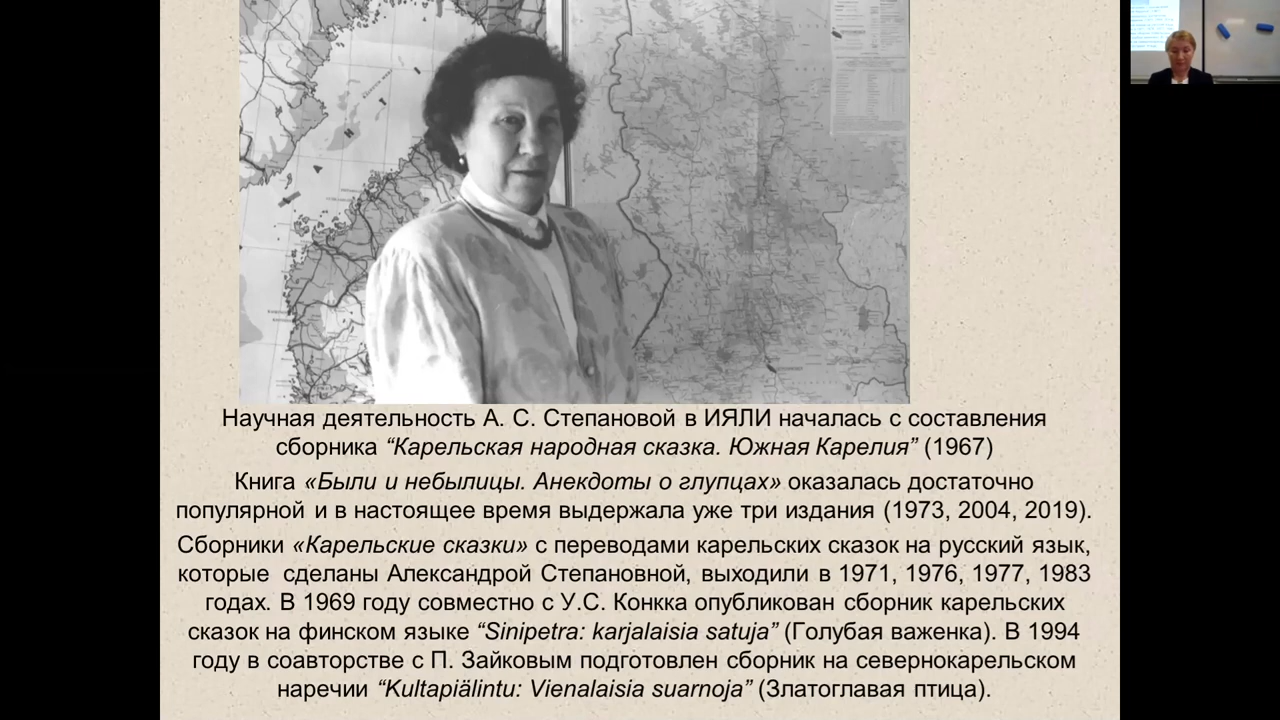 Научная деятельность А. С. Степановой в ИЯЛИ началась с составления
сборника “Карельская народная сказка. Южная Карелия” (1967)
Книга «Были и небылицы. Анекдоты о глупцах» оказалась достаточно
популярной и в настоящее время выдержала уже три издания (1973, 2004, 2019).
Сборники «Карельские сказки» с переводами карельских сказок на русский язык,
которые сделаны Александрой Степановной, выходили в 1971, 1976, 1977, 1983
годах. В 1969 году совместно с У.С. Конкка опубликован сборник карельских
сказок на финском языке “Sinipetra: karjalaisia satuja” (Голубая важенка). В 1994
году в соавторстве с П. Зайковым подготовлен сборник на севернокарельском
наречии “Kultapiälintu: Vienalaisia suarnoja” (Златоглавая птица).